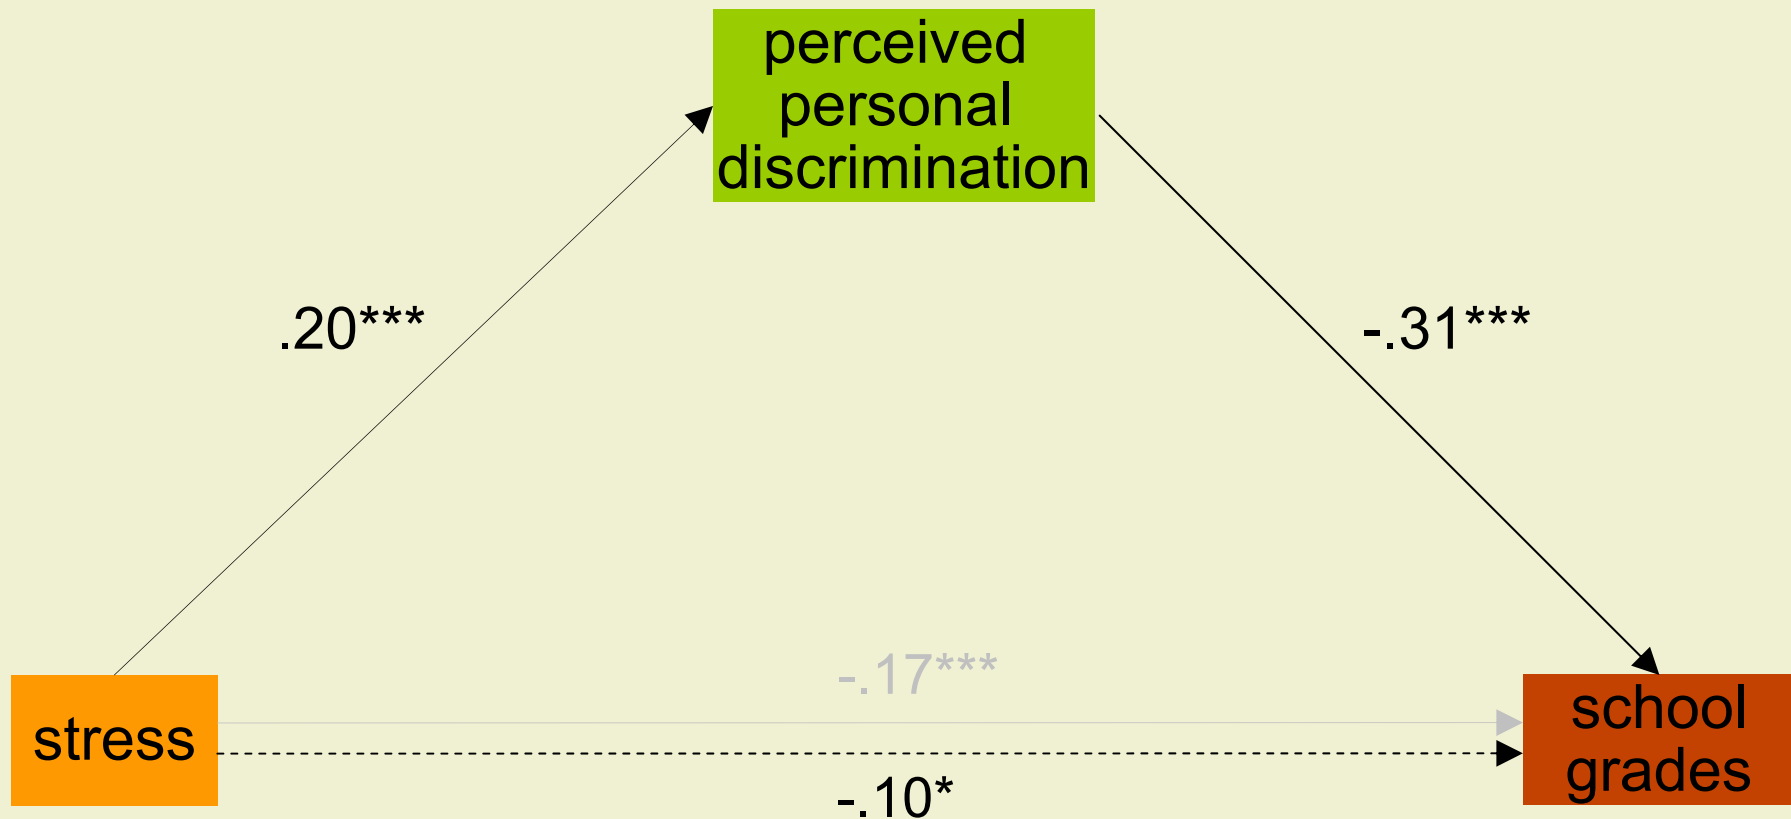 perceived
personal
discrimination
.20***
-.31***
-.17***
stress
school
grades
-.10*